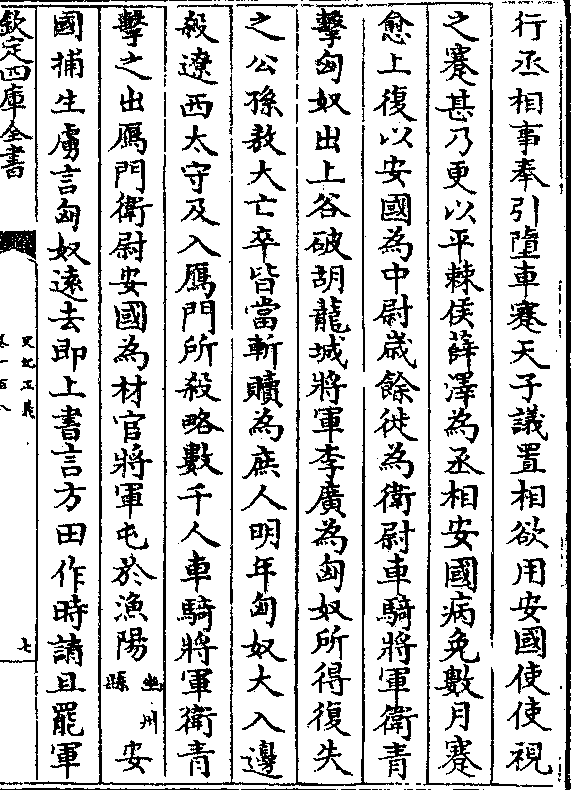 行丞相事奉引墮車蹇天子議置相欲用安國使使視
之蹇甚乃更以平棘侯薛澤為丞相安國病免數月蹇
愈上復以安國為中尉歲餘徙為衛尉車騎將軍衛青
擊匈奴出上谷破胡龍城將軍李廣為匈奴所得復失
之公孫敖大亡卒皆當斬贖為庶人明年匈奴大入邊
殺遼西太守及入鴈門所殺略數千人車騎將軍衛青
擊之出鴈門衛尉安國為材官將軍屯於漁陽幽州縣安
國捕生虜言匈奴遠去即上書言方田作時請且罷軍
欽定四庫全書
史記正義
卷一百八
七